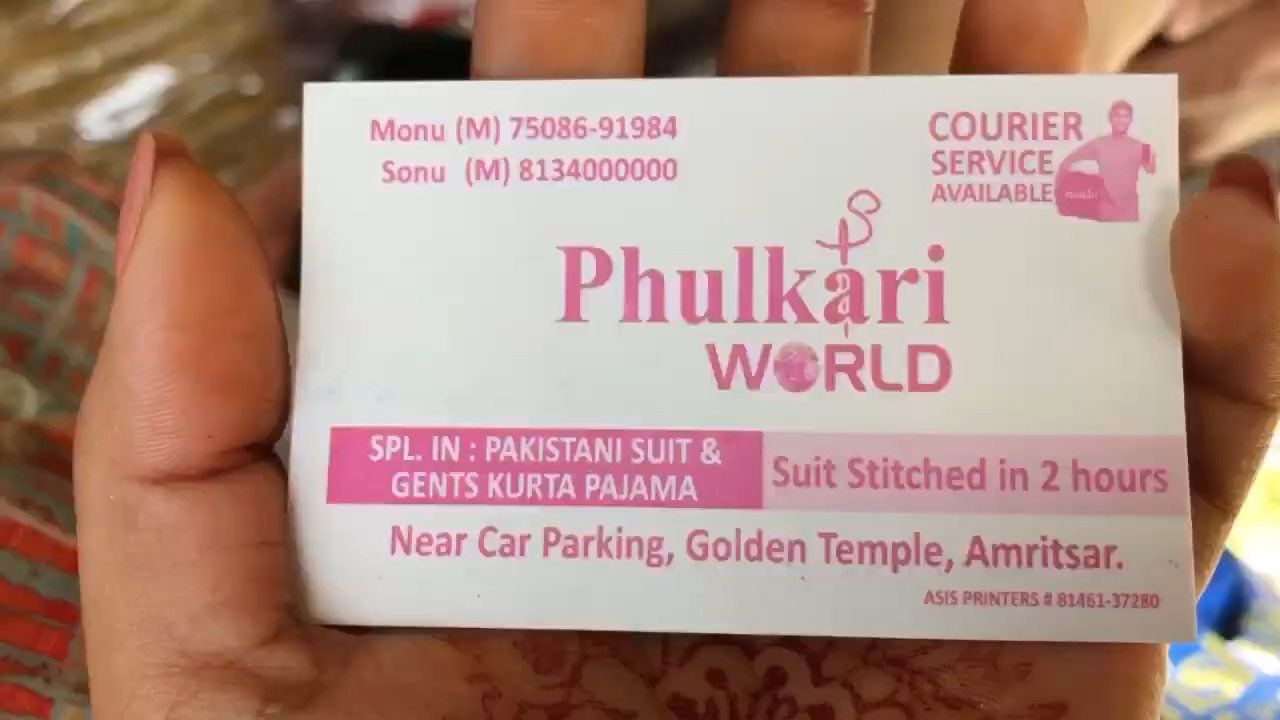 Monu (M) 75086-91984
Sonu (M) 8134000000
COURIER
SERVICE
AVAILABLE
Phulkari
WORLD
SPL. IN : PAKISTANI SUIT &
GENTS KURTA PAJAMA
Suit Stitched in 2 hours
Near Car Parking, Golden Temple, Amritsar.
ASIS PRINTERS # 81461-37280